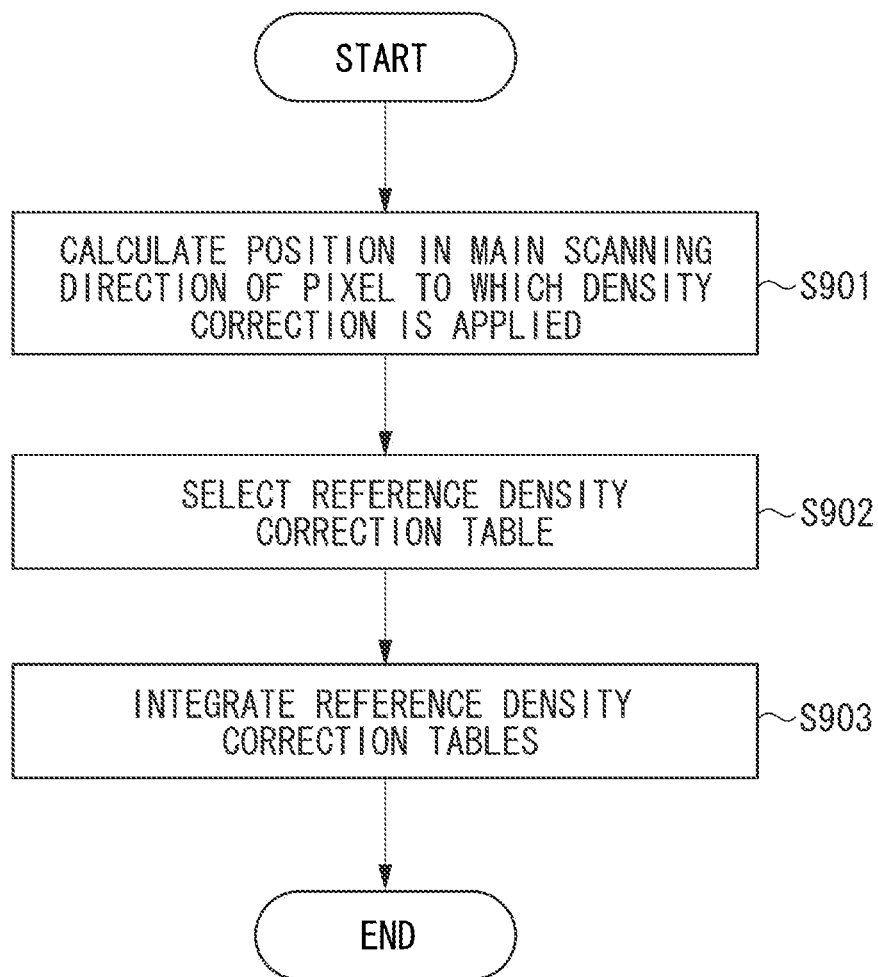 START
CALCULATE POSITION IN MAIN SCANNING
DIRECTION OF PIXEL TO WHICH DENSITY
CORRECTION IS APPLIED
S901
SELECT REFERENCE DENSITY
CORRECTION TABLE
S902
INTEGRATE REFERENCE DENSITY
CORRECTION TABLES
S903
END